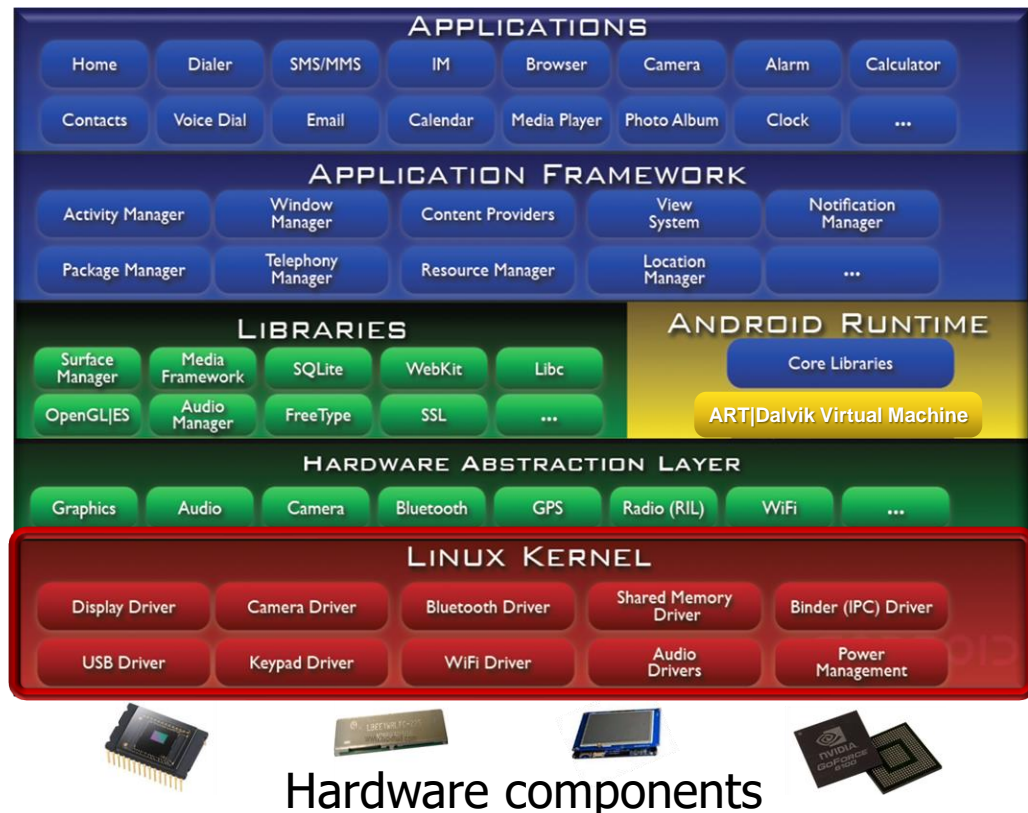 APPLICATIONS
Home Dialer SMS/MMS IM Browser Camera Alarm Calculator
Contacts Voice Dial Email Calendar Media Player Photo Album Clock ...
APPLICATION FRAMEWORK
Activity Manager Window Manager Content Providers View System Notification Manager
Package Manager Telephony Manager Resource Manager Location Manager ...
LIBRARIES ANDROID RUNTIME
Surface Manager Media Framework SQLite WebKit Libc Core Libraries
OpenGL|ES Audio Manager FreeType SSL ... ART|Dalvik Virtual Machine
HARDWARE ABSTRACTION LAYER
Graphics Audio Camera Bluetooth GPS Radio (RIL) WiFi ...
LINUX KERNEL
Display Driver Camera Driver Bluetooth Driver Shared Memory Driver Binder (IPC) Driver
USB Driver Keypad Driver WiFi Driver Audio Drivers Power Management
NVIDIA
GEFORCE
8100
Hardware components